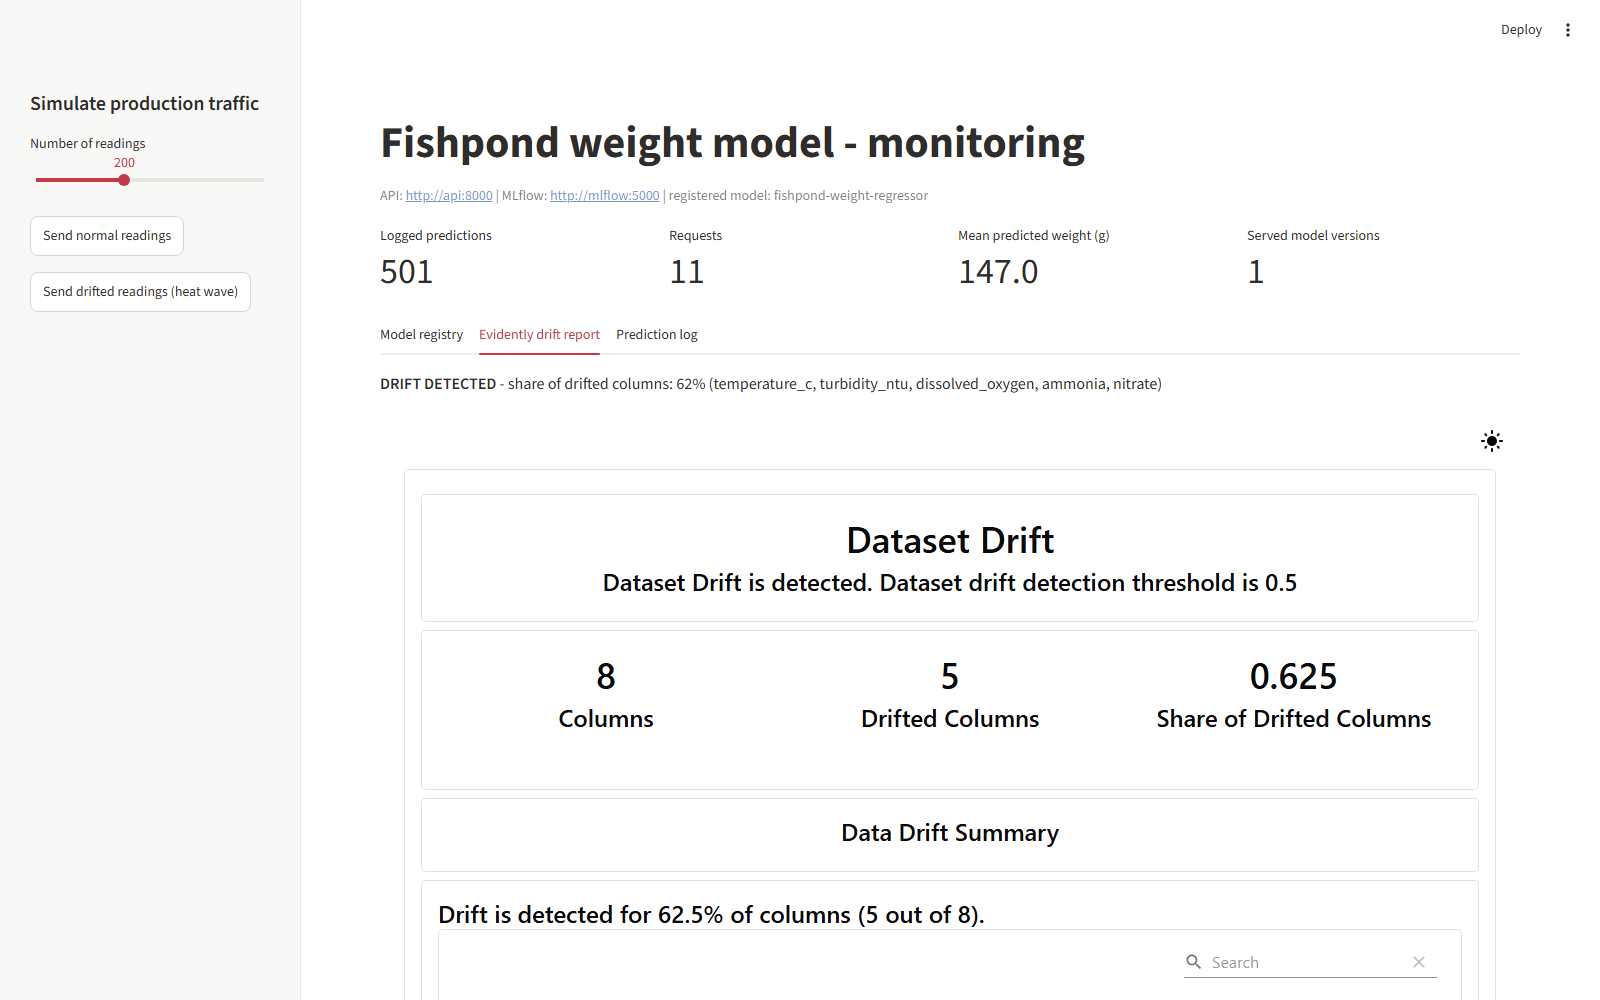 Deploy
Simulate production traffic
Number of readings
200
Send normal readings
Send drifted readings (heat wave)
Fishpond weight model - monitoring
API: http://api:8000 | MLflow: http://mlflow:5000 | registered model: fishpond-weight-regressor
Logged predictions
501
Requests
11
Mean predicted weight (g)
147.0
Served model versions
1
Model registry
Evidently drift report
Prediction log
DRIFT DETECTED - share of drifted columns: 62% (temperature_c, turbidity_ntu, dissolved_oxygen, ammonia, nitrate)
Dataset Drift
Dataset Drift is detected. Dataset drift detection threshold is 0.5
8
Columns
5
Drifted Columns
0.625
Share of Drifted Columns
Data Drift Summary
Drift is detected for 62.5% of columns (5 out of 8).
Search